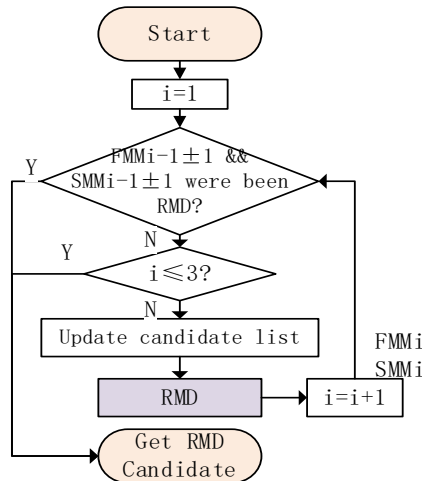 Start
i=1
Y
FMMi-1±1 &&
SMMi-1±1 were been
RMD?
N
Y
i≤3?
N
Update candidate list
FMMi
SMMi
RMD
i=i+1
Get RMD
Candidate